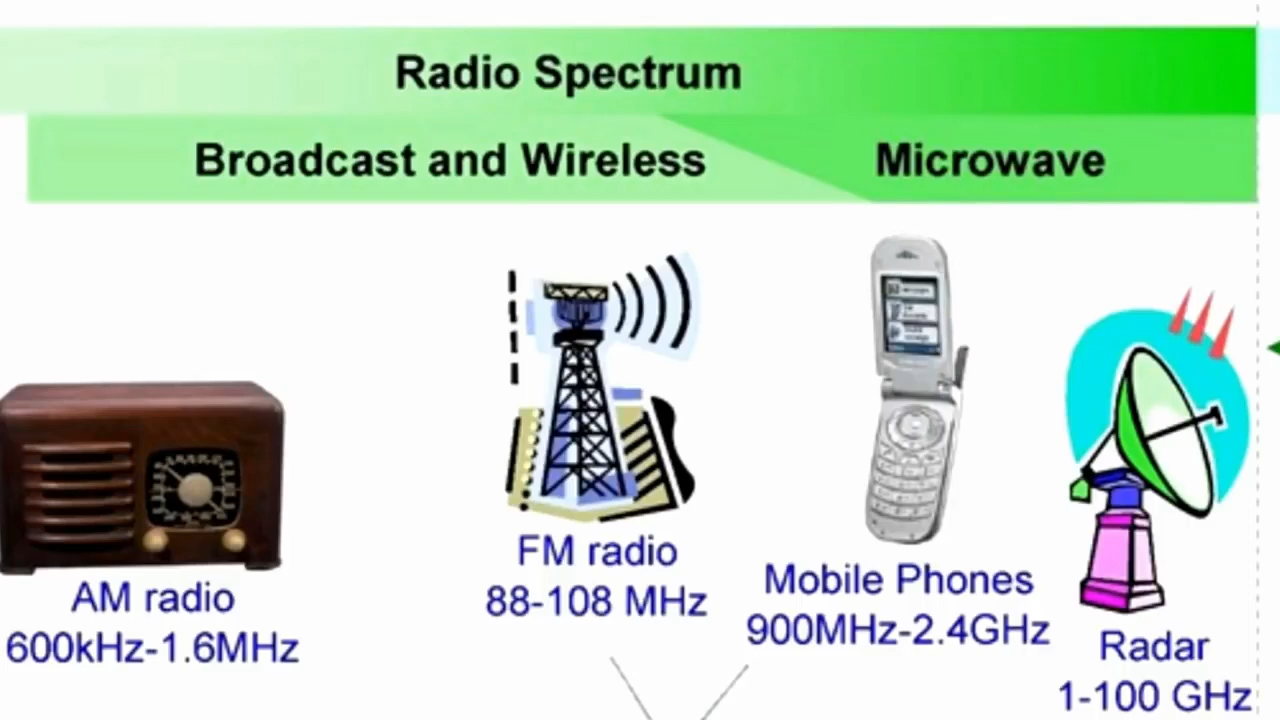 Radio Spectrum
Broadcast and Wireless
Microwave
AM radio
600kHz-1.6MHz
FM radio
88-108 MHz
Mobile Phones
900MHz-2.4GHz
Radar
1-100 GHz